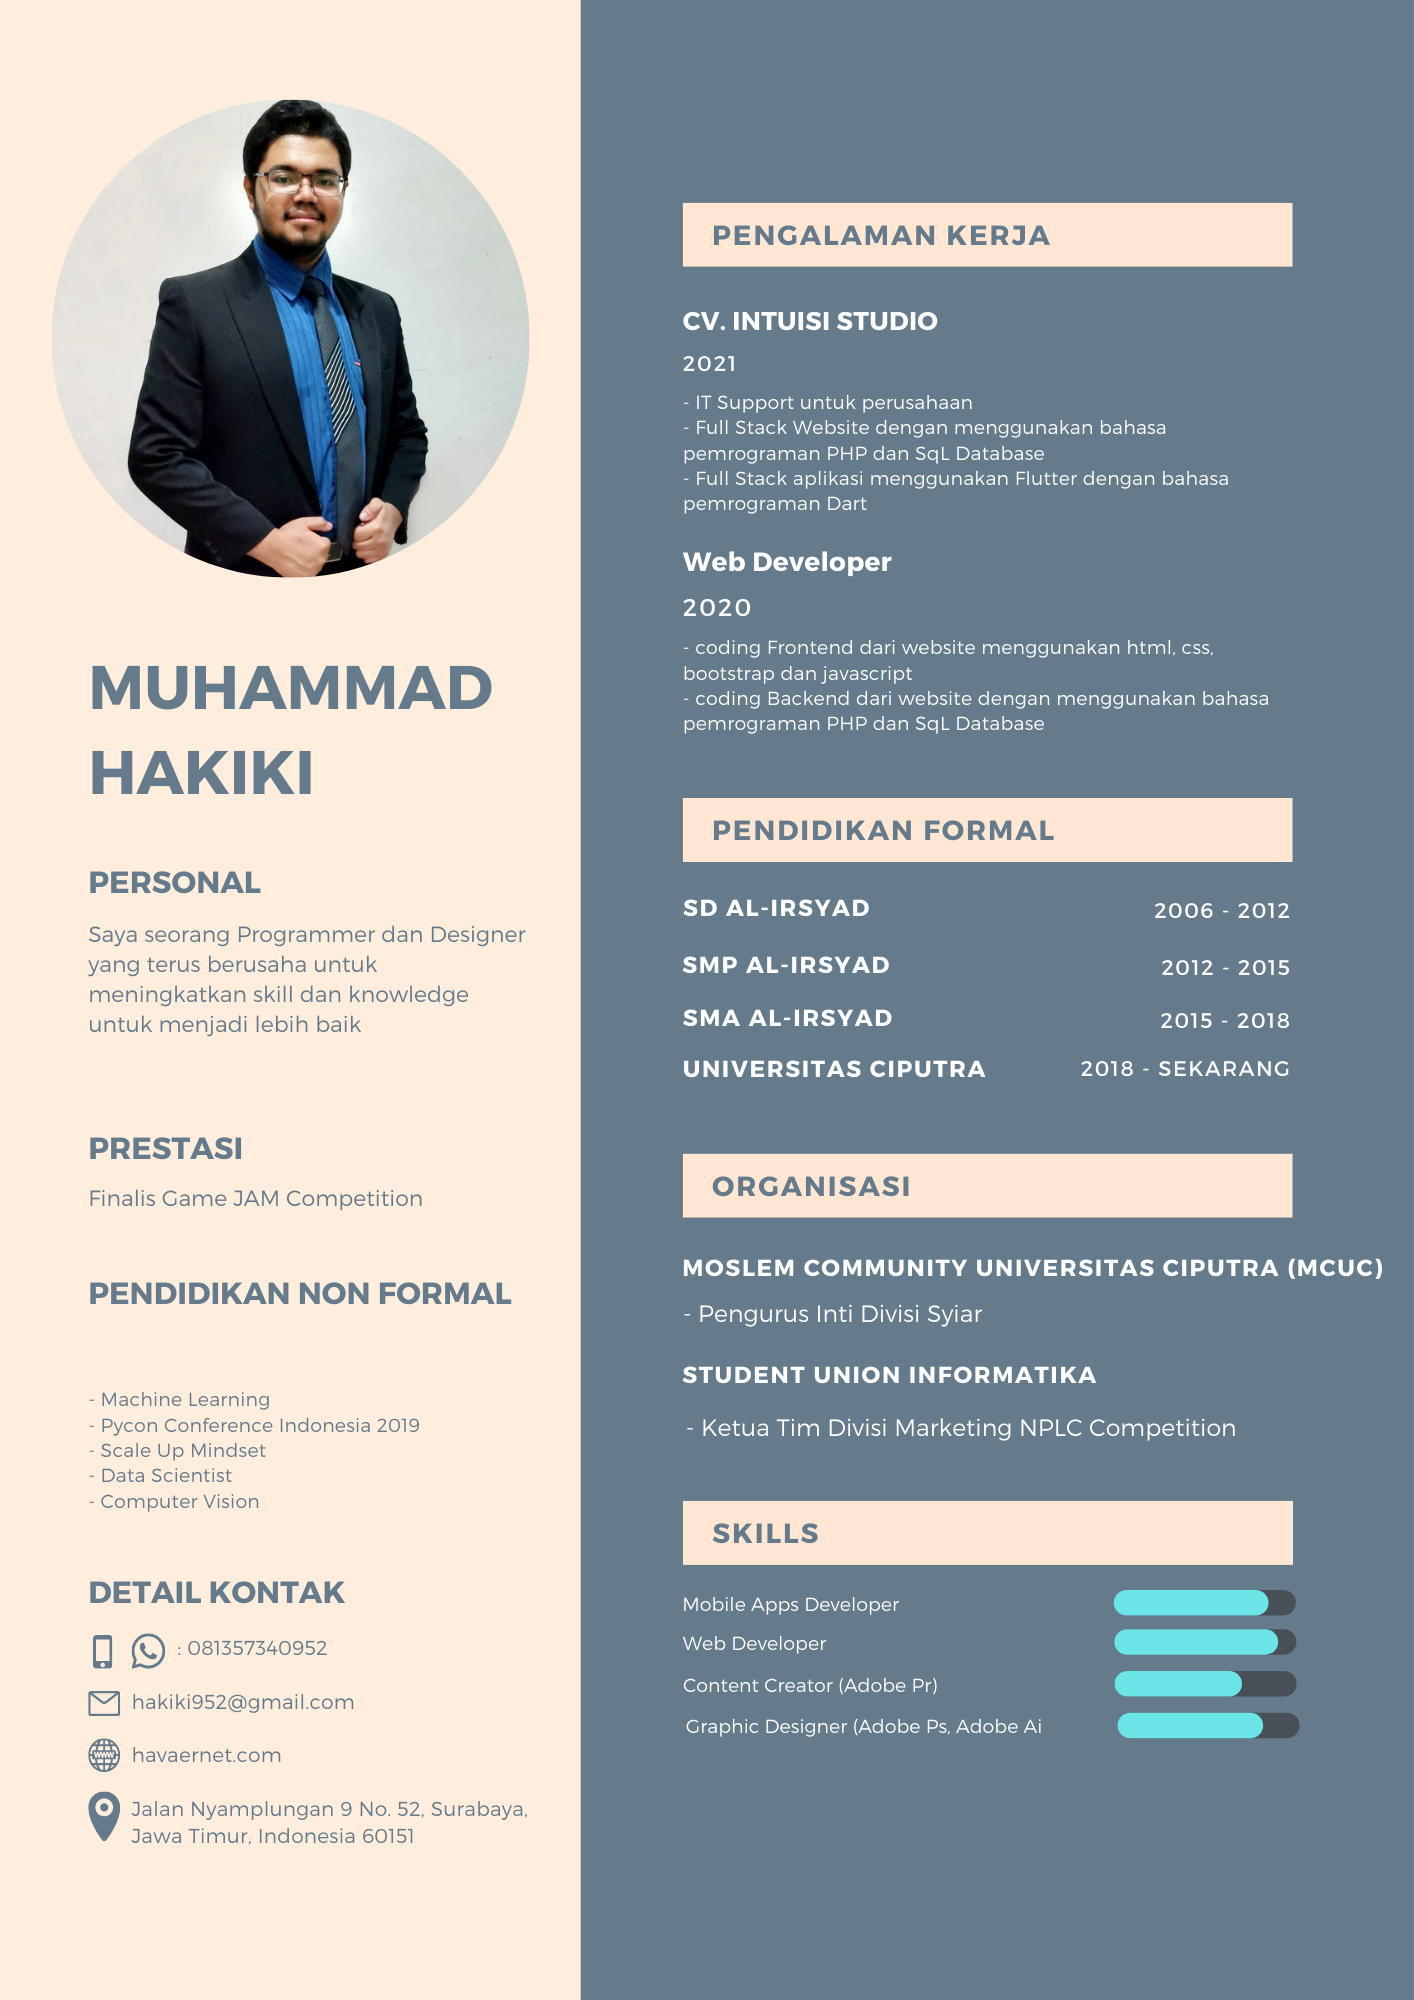 MUHAMMAD
HAKIKI
PERSONAL
Saya seorang Programmer dan Designer
yang terus berusaha untuk
meningkatkan skill dan knowledge
untuk menjadi lebih baik
PRESTASI
Finalis Game JAM Competition
PENDIDIKAN NON FORMAL
- Machine Learning
- Pycon Conference Indonesia 2019
- Scale Up Mindset
- Data Scientist
- Computer Vision
DETAIL KONTAK
: 081357340952
hakiki952@gmail.com
havaernet.com
Jalan Nyamplungan 9 No. 52, Surabaya,
Jawa Timur, Indonesia 60151
PENGALAMAN KERJA
CV. INTUISI STUDIO
2021
- IT Support untuk perusahaan
- Full Stack Website dengan menggunakan bahasa
pemrograman PHP dan SqL Database
- Full Stack aplikasi menggunakan Flutter dengan bahasa
pemrograman Dart
Web Developer
2020
- coding Frontend dari website menggunakan html, css,
bootstrap dan javascript
- coding Backend dari website dengan menggunakan bahasa
pemrograman PHP dan SqL Database
PENDIDIKAN FORMAL
SD AL-IRSYAD 2006 - 2012
SMP AL-IRSYAD 2012 - 2015
SMA AL-IRSYAD 2015 - 2018
UNIVERSITAS CIPUTRA 2018 - SEKARANG
ORGANISASI
MOSLEM COMMUNITY UNIVERSITAS CIPUTRA (MCUC)
- Pengurus Inti Divisi Syiar
STUDENT UNION INFORMATIKA
- Ketua Tim Divisi Marketing NPLC Competition
SKILLS
Mobile Apps Developer
Web Developer
Content Creator (Adobe Pr)
Graphic Designer (Adobe Ps, Adobe Ai